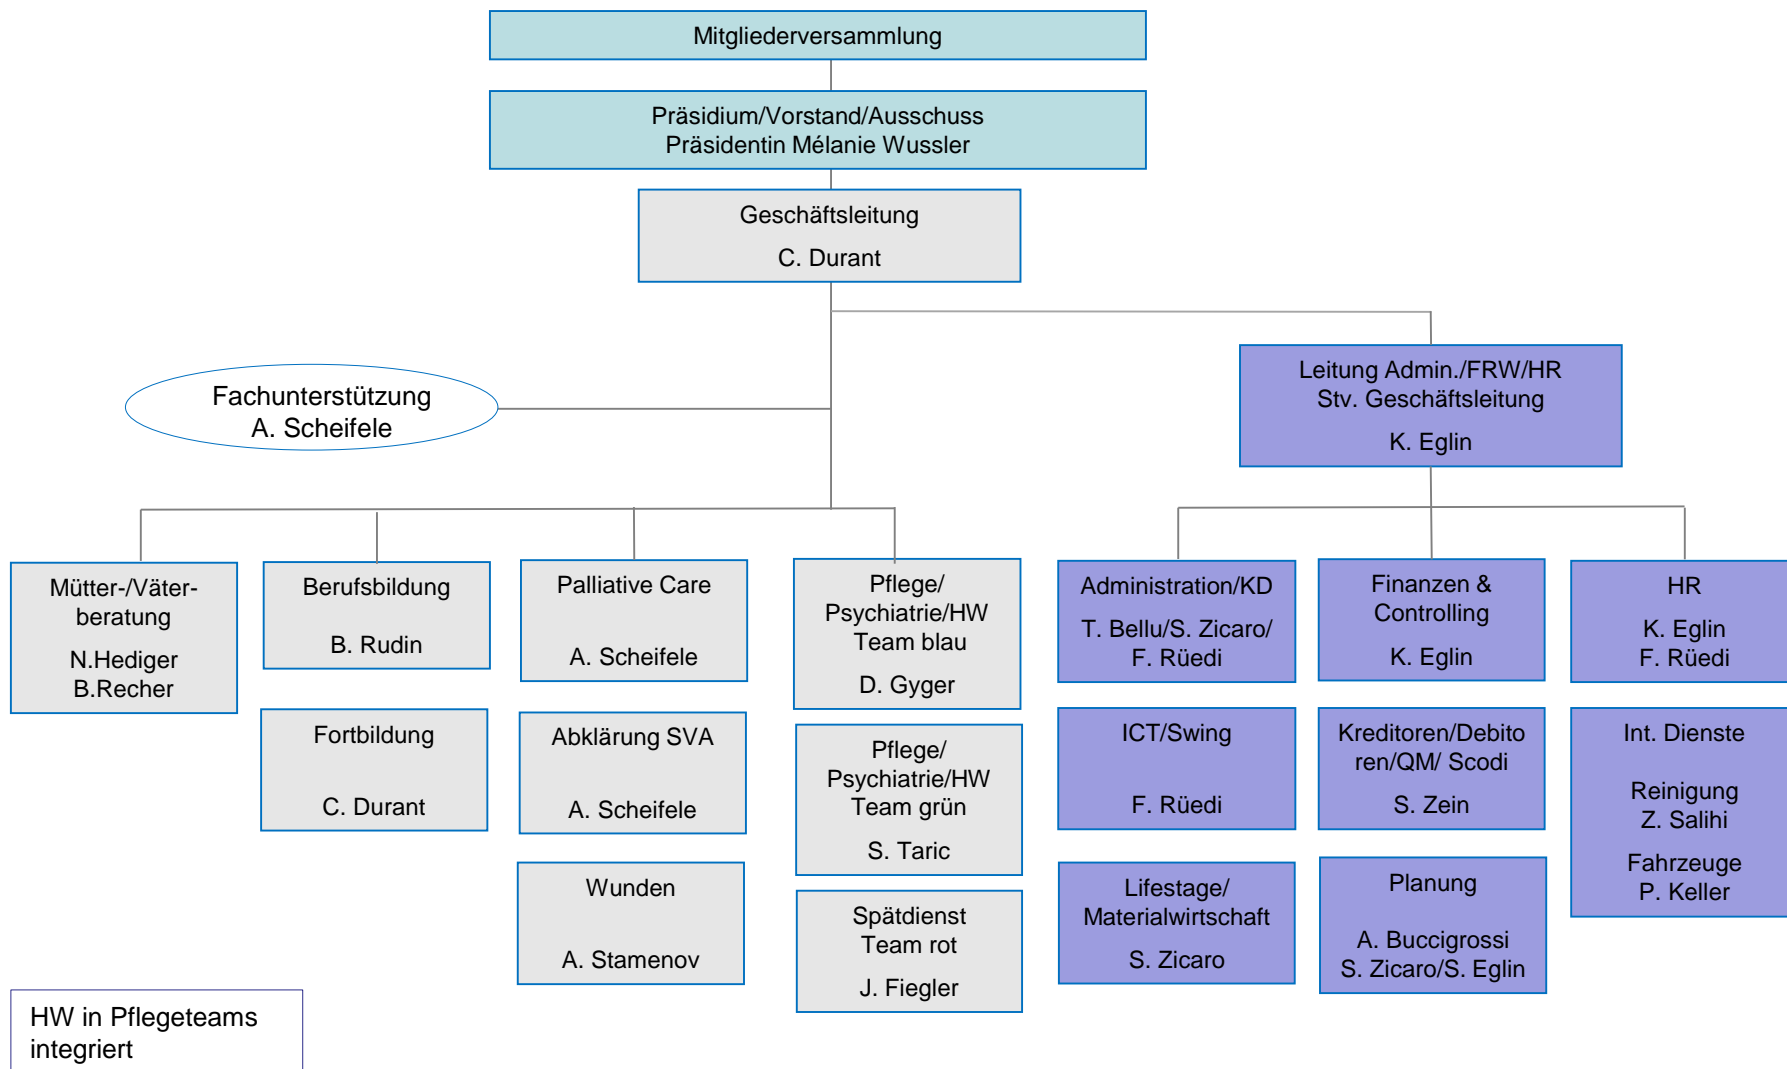 Mitgliederversammlung
Präsidium/Vorstand/Ausschuss
Präsidentin Mélanie Wussler
Geschäftsleitung
C. Durant
Fachunterstützung
A. Scheifele
Leitung Admin./FRW/HR
Stv. Geschäftsleitung
K. Eglin
Mütter-/Väter-
beratung
N.Hediger
B.Recher
Berufsbildung
B. Rudin
Fortbildung
C. Durant
Palliative Care
A. Scheifele
Abklärung SVA
A. Scheifele
Wunden
A. Stamenov
Pflege/
Psychiatrie/HW
Team blau
D. Gyger
Pflege/
Psychiatrie/HW
Team grün
S. Taric
Spätdienst
Team rot
J. Fiegler
Administration/KD
T. Bellu/S. Zicaro/
F. Rüedi
ICT/Swing
F. Rüedi
Lifestage/
Materialwirtschaft
S. Zicaro
Finanzen &
Controlling
K. Eglin
Kreditoren/Debito
ren/QM/ Scodi
S. Zein
Planung
A. Buccigrossi
S. Zicaro/S. Eglin
HR
K. Eglin
F. Rüedi
Int. Dienste
Reinigung
Z. Salihi
Fahrzeuge
P. Keller
HW in Pflegeteams
integriert